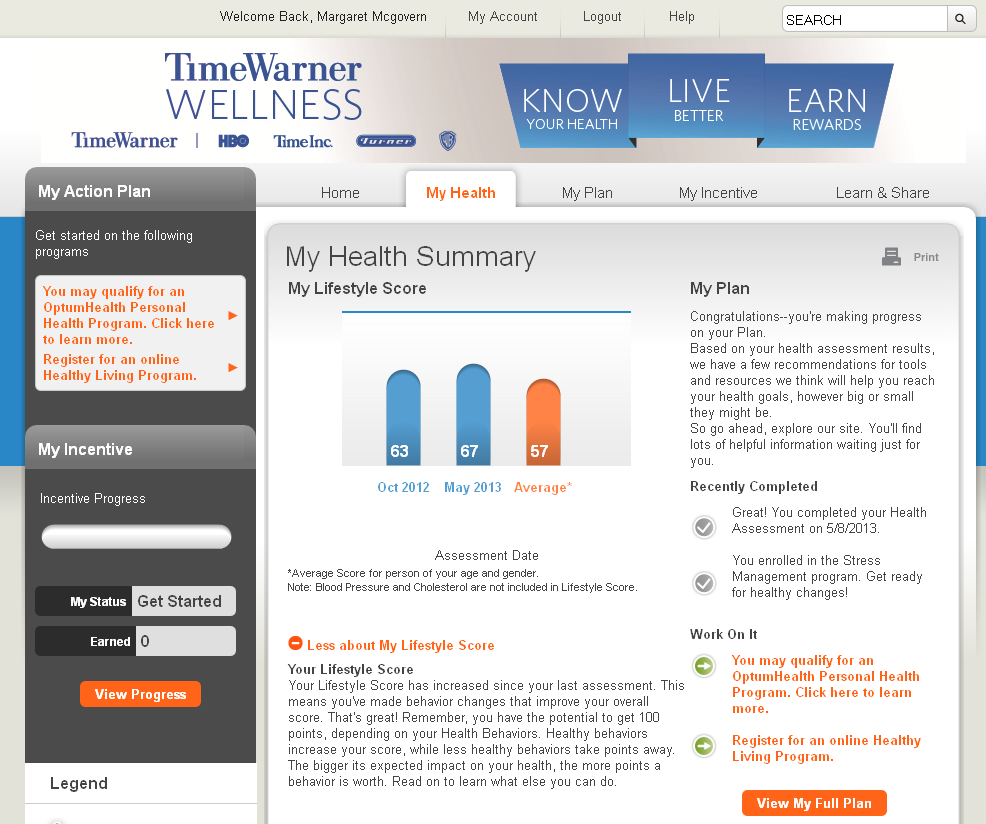 Welcome Back, Margaret Mcgovern
My Account
Logout
Help
SEARCH
TimeWarner
WELLNESS
TimeWarner | HBO TimeInc. Turner WB
KNOW
YOUR HEALTH
LIVE
BETTER
EARN
REWARDS
Home
My Health
My Plan
My Incentive
Learn & Share
My Action Plan
Get started on the following
programs
You may qualify for an
OptumHealth Personal
Health Program. Click here
to learn more.
Register for an online
Healthy Living Program.
My Incentive
Incentive Progress
My Status Get Started
Earned 0
View Progress
Legend
My Health Summary
Print
My Lifestyle Score
63
67
57
Oct 2012
May 2013
Average*
Assessment Date
*Average Score for person of your age and gender.
Note: Blood Pressure and Cholesterol are not included in Lifestyle Score.
Less about My Lifestyle Score
Your Lifestyle Score
Your Lifestyle Score has increased since your last assessment. This
means you've made behavior changes that improve your overall
score. That's great! Remember, you have the potential to get 100
points, depending on your Health Behaviors. Healthy behaviors
increase your score, while less healthy behaviors take points away.
The bigger its expected impact on your health, the more points a
behavior is worth. Read on to learn what else you can do.
My Plan
Congratulations--you're making progress
on your Plan.
Based on your health assessment results,
we have a few recommendations for tools
and resources we think will help you reach
your health goals, however big or small
they might be.
So go ahead, explore our site. You'll find
lots of helpful information waiting just for
you.
Recently Completed
Great! You completed your Health
Assessment on 5/8/2013.
You enrolled in the Stress
Management program. Get ready
for healthy changes!
Work On It
You may qualify for an
OptumHealth Personal Health
Program. Click here to learn
more.
Register for an online Healthy
Living Program.
View My Full Plan